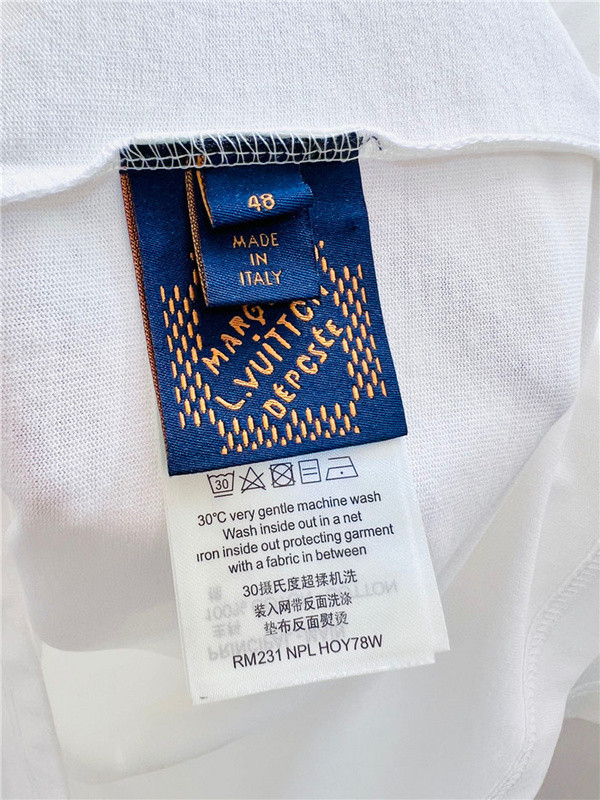 48
MADE
IN
ITALY
MARQ
L.VUITTON
DEPOSÉE
30
30℃ very gentle machine wash
Wash inside out in a net
iron inside out protecting garment
with a fabric in between
30摄氏度超揉机洗
装入网带反面洗涤
垫布反面熨烫
RM231 NPL HOY78W